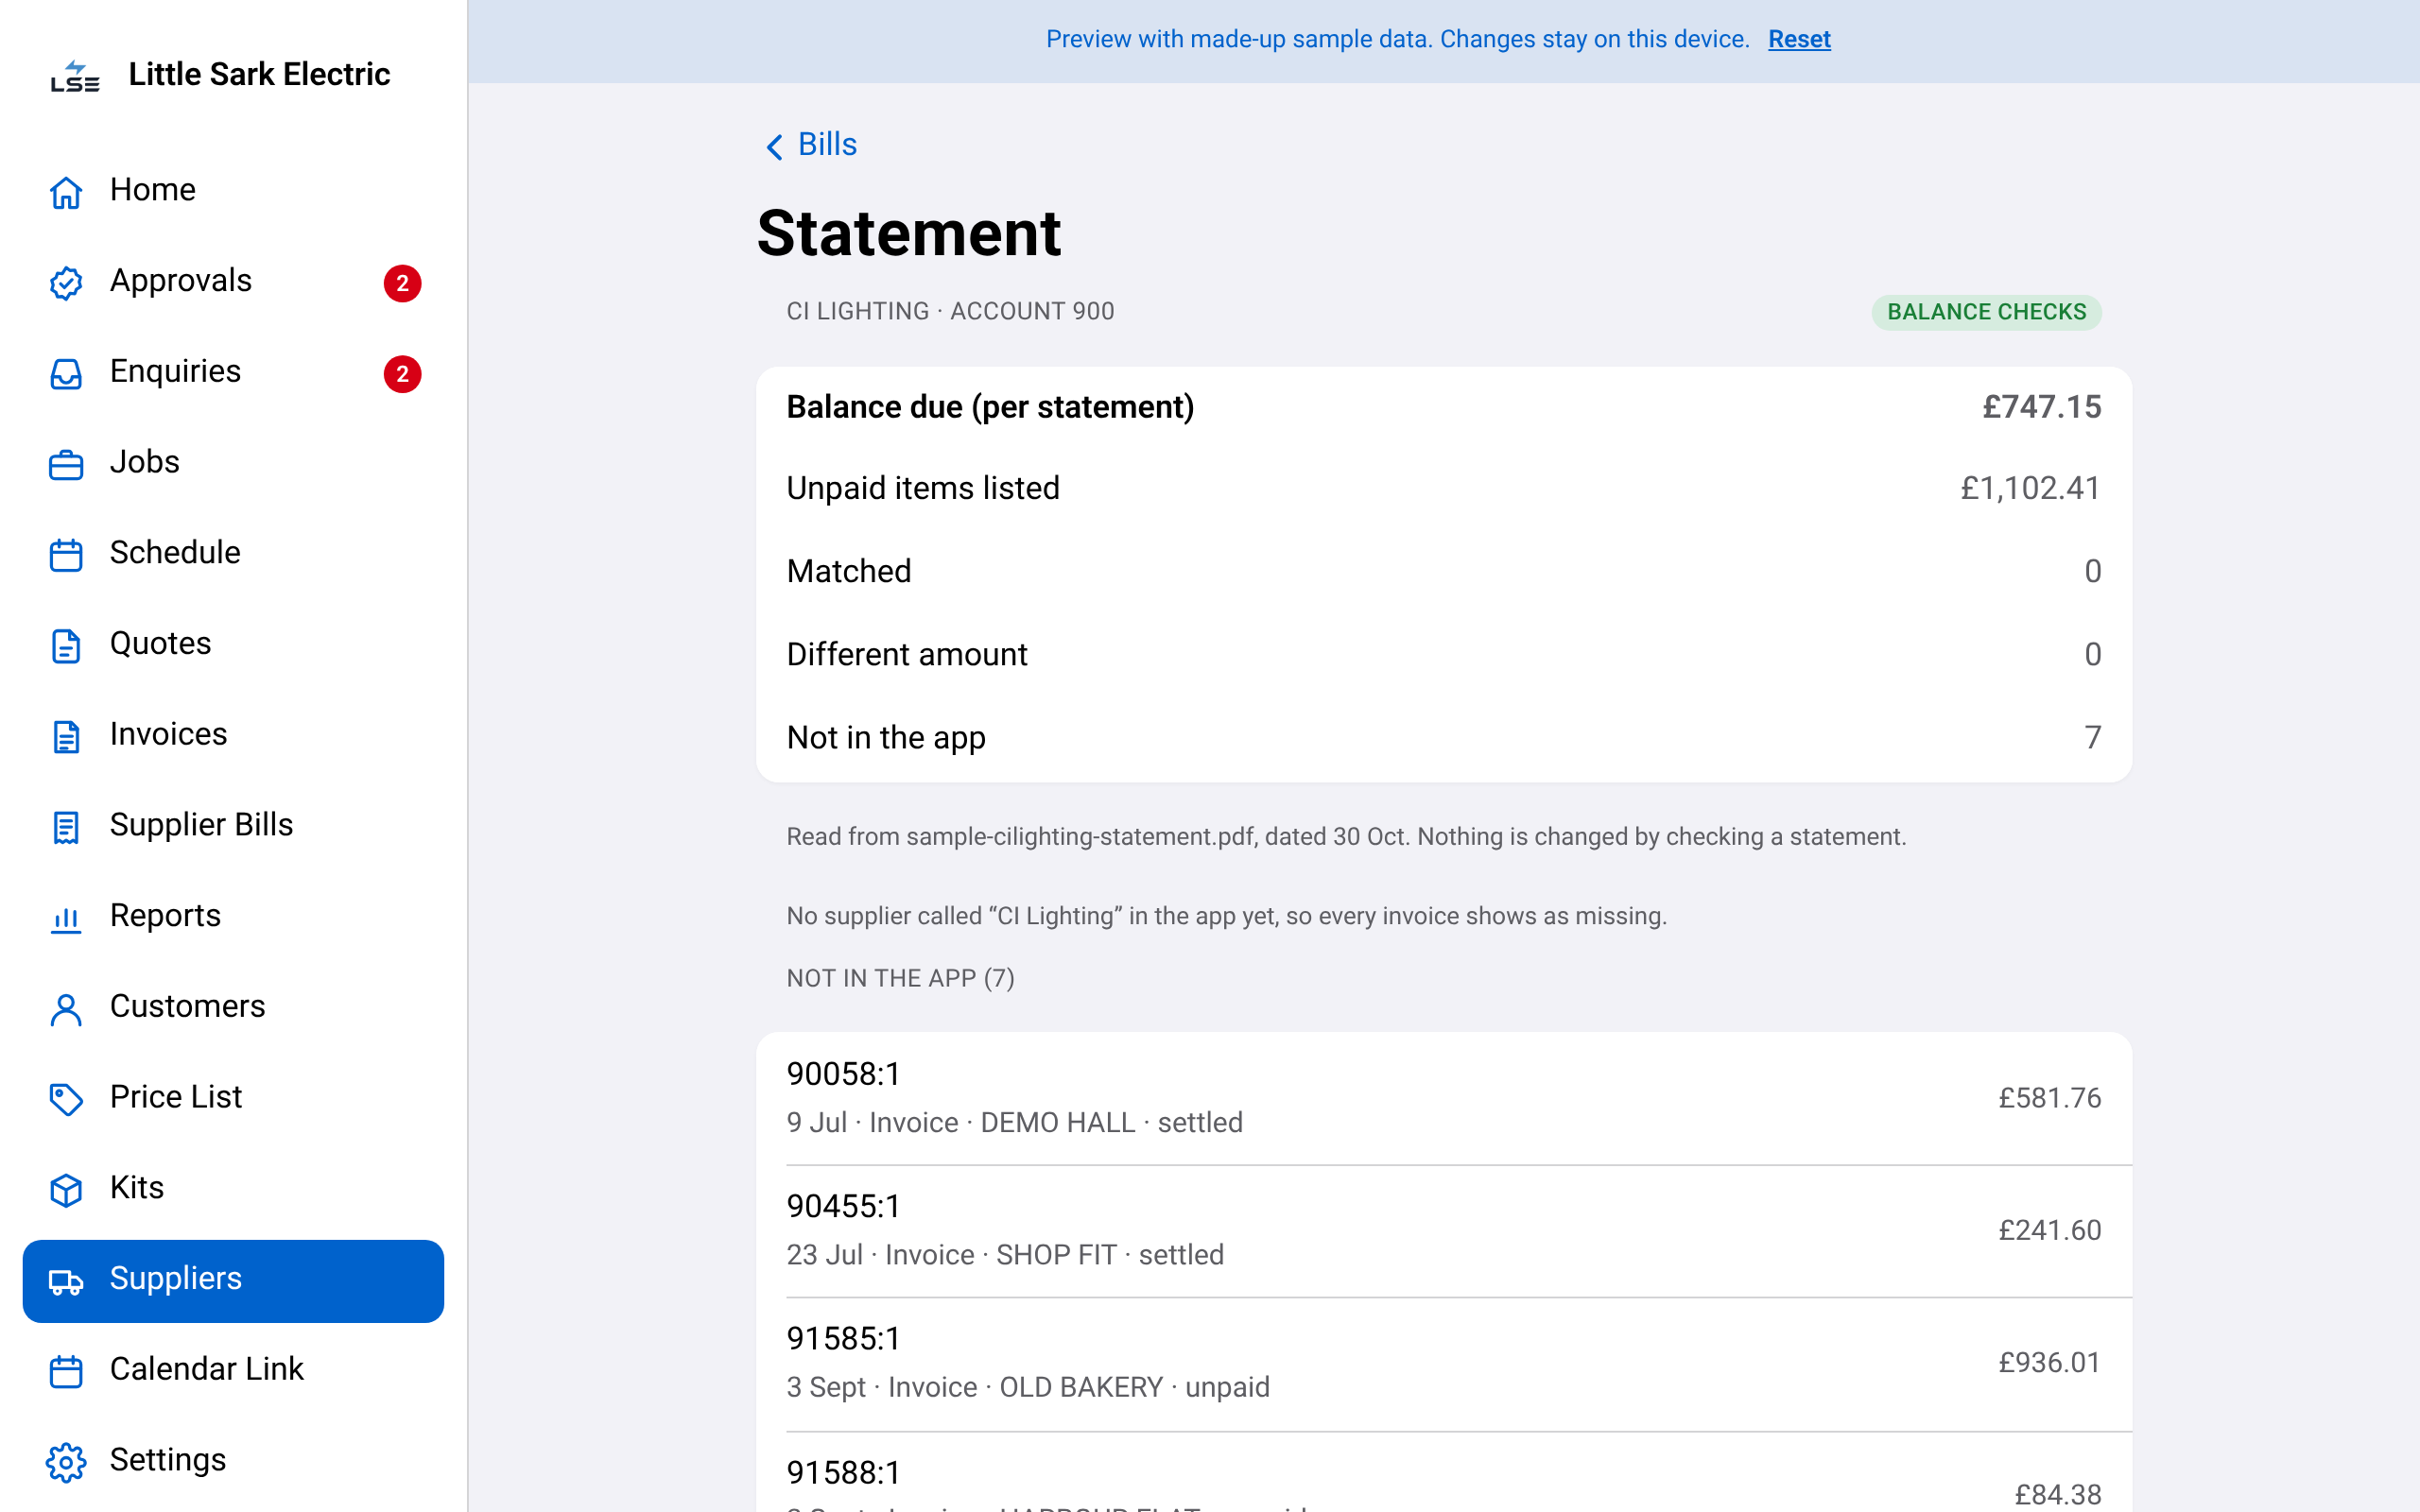 LSE Little Sark Electric
Home
Approvals 2
Enquiries 2
Jobs
Schedule
Quotes
Invoices
Supplier Bills
Reports
Customers
Price List
Kits
Suppliers
Calendar Link
Settings
Preview with made-up sample data. Changes stay on this device. Reset
Bills
Statement
CI LIGHTING · ACCOUNT 900 BALANCE CHECKS
Balance due (per statement) £747.15
Unpaid items listed £1,102.41
Matched 0
Different amount 0
Not in the app 7
Read from sample-cilighting-statement.pdf, dated 30 Oct. Nothing is changed by checking a statement.
No supplier called “CI Lighting” in the app yet, so every invoice shows as missing.
NOT IN THE APP (7)
90058:1
9 Jul · Invoice · DEMO HALL · settled £581.76
90455:1
23 Jul · Invoice · SHOP FIT · settled £241.60
91585:1
3 Sept · Invoice · OLD BAKERY · unpaid £936.01
91588:1
£84.38